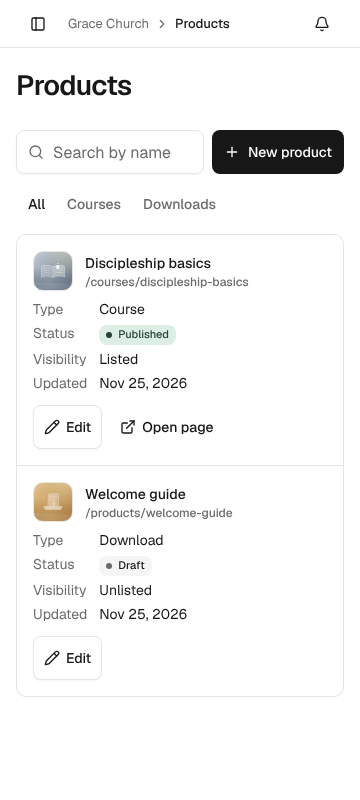 Grace Church > Products
Products
Search by name
New product
All Courses Downloads
Discipleship basics
/courses/discipleship-basics
Type Course
Status Published
Visibility Listed
Updated Nov 25, 2026
Edit Open page
Welcome guide
/products/welcome-guide
Type Download
Status Draft
Visibility Unlisted
Updated Nov 25, 2026
Edit